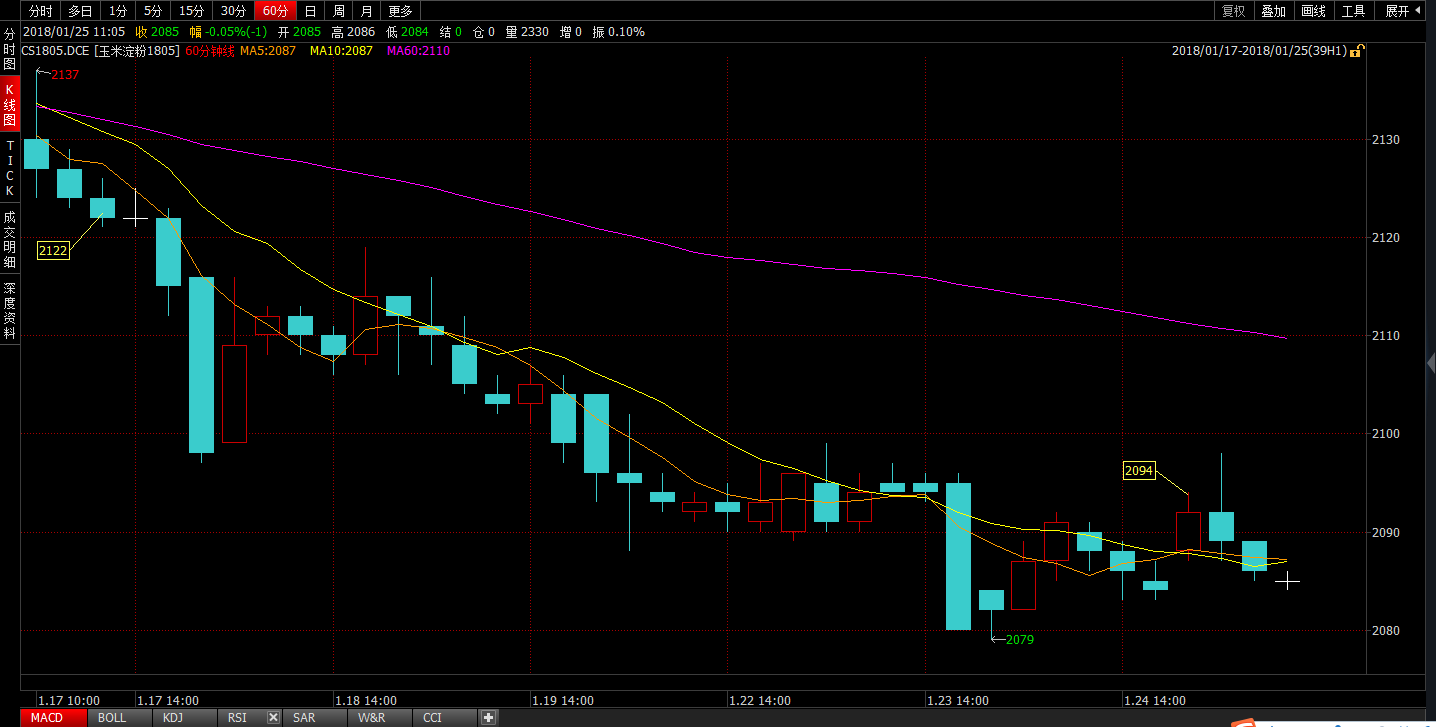 分时 多日 1分 5分 15分 30分 60分 日 周 月 更多 复权 叠加 画线 工具 展开
2018/01/25 11:05 收 2085 幅 -0.05%(-1) 开 2085 高 2086 低 2084 结 0 仓 0 量 2330 增 0 振 0.10%
CS1805.DCE [玉米淀粉1805] 60分钟线 MA5:2087 MA10:2087 MA60:2110 2018/01/17-2018/01/25(39H1)
分时图
K线图
TICK
成交明细
深度资料
2137
2130
2120
2122
2110
2100
2094
2090
2080
2079
1.17 10:00 1.17 14:00 1.18 14:00 1.19 14:00 1.22 14:00 1.23 14:00 1.24 14:00
MACD BOLL KDJ RSI SAR W&R CCI